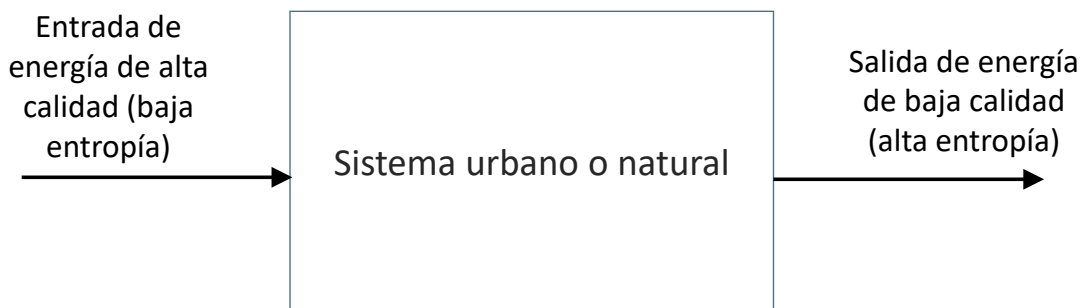 Entrada de
energía de alta
calidad (baja
entropía)
Sistema urbano o natural
Salida de energía
de baja calidad
(alta entropía)